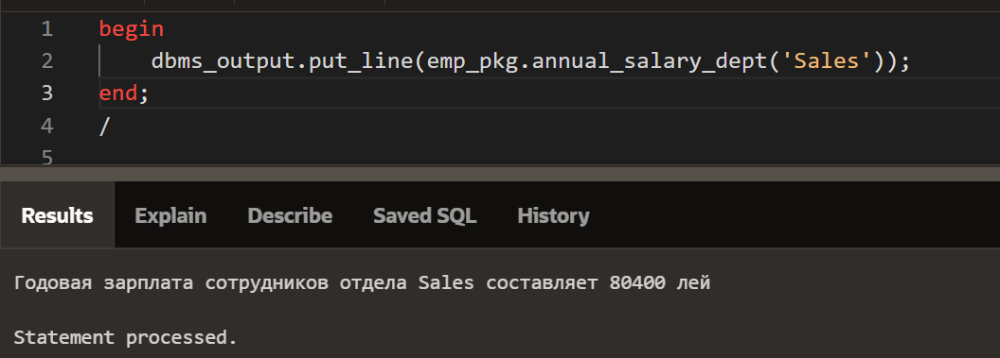 1 begin
2 dbms_output.put_line(emp_pkg.annual_salary_dept('Sales'));
3 end;
4 /
5
Results Explain Describe Saved SQL History
Годовая зарплата сотрудников отдела Sales составляет 80400 лей
Statement processed.